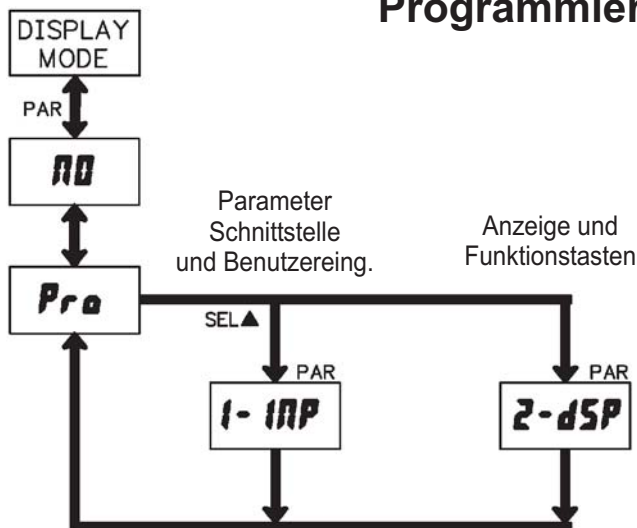 Programmier
DISPLAY
MODE
PAR
NO
Parameter
Schnittstelle
und Benutzereing.
Anzeige und
Funktionstasten
Pro
SEL▲
PAR
PAR
1-INP
2-dSP